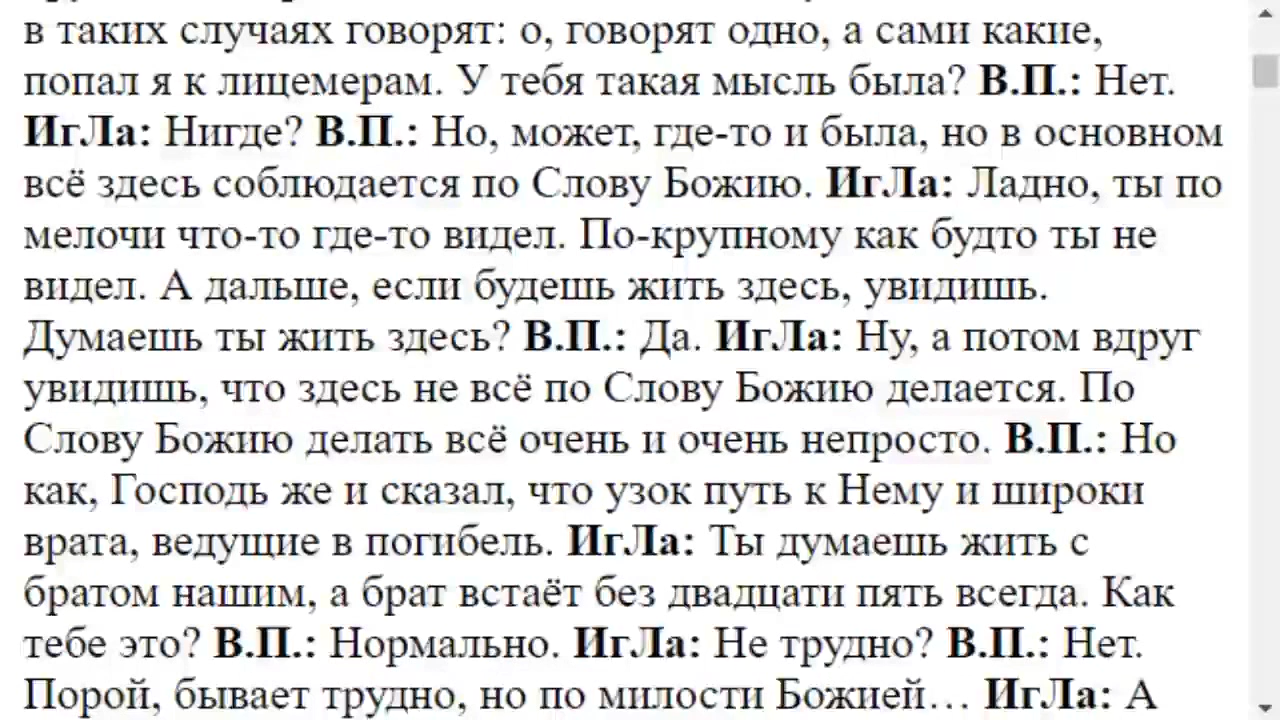 в таких случаях говорят: о, говорят одно, а сами какие,
попал я к лицемерам. У тебя такая мысль была? В.П.: Нет.
ИгЛа: Нигде? В.П.: Но, может, где-то и была, но в основном
всё здесь соблюдается по Слову Божию. ИгЛа: Ладно, ты по
мелочи что-то где-то видел. По-крупному как будто ты не
видел. А дальше, если будешь жить здесь, увидишь.
Думаешь ты жить здесь? В.П.: Да. ИгЛа: Ну, а потом вдруг
увидишь, что здесь не всё по Слову Божию делается. По
Слову Божию делать всё очень и очень непросто. В.П.: Но
как, Господь же и сказал, что узок путь к Нему и широки
врата, ведущие в погибель. ИгЛа: Ты думаешь жить с
братом нашим, а брат встаёт без двадцати пять всегда. Как
тебе это? В.П.: Нормально. ИгЛа: Не трудно? В.П.: Нет.
Порой, бывает трудно, но по милости Божией… ИгЛа: А